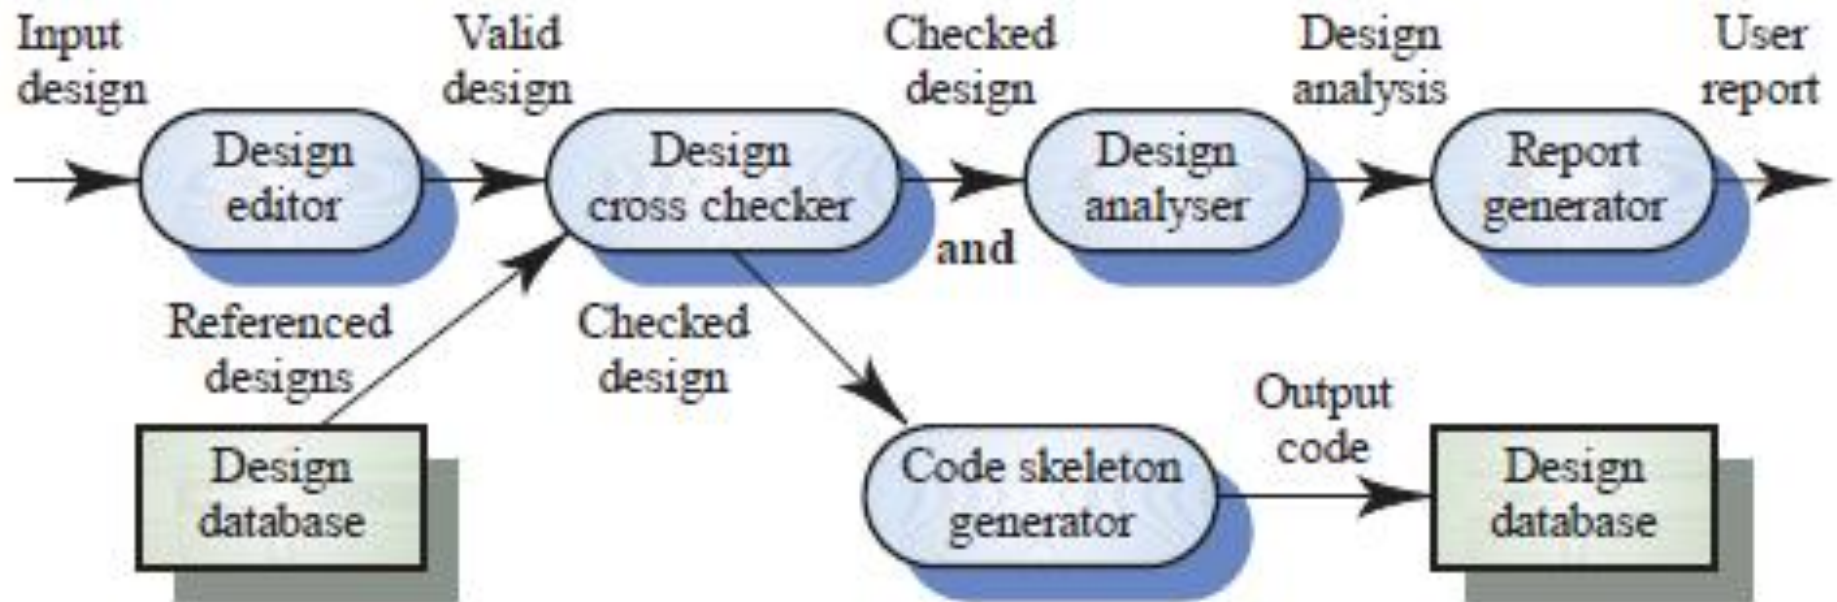 Input
design
Valid
design
Checked
design
Design
analysis
User
report
Design
editor
Design
cross checker
Design
analyser
Report
generator
and
Referenced
designs
Checked
design
Output
code
Design
database
Code skeleton
generator
Design
database